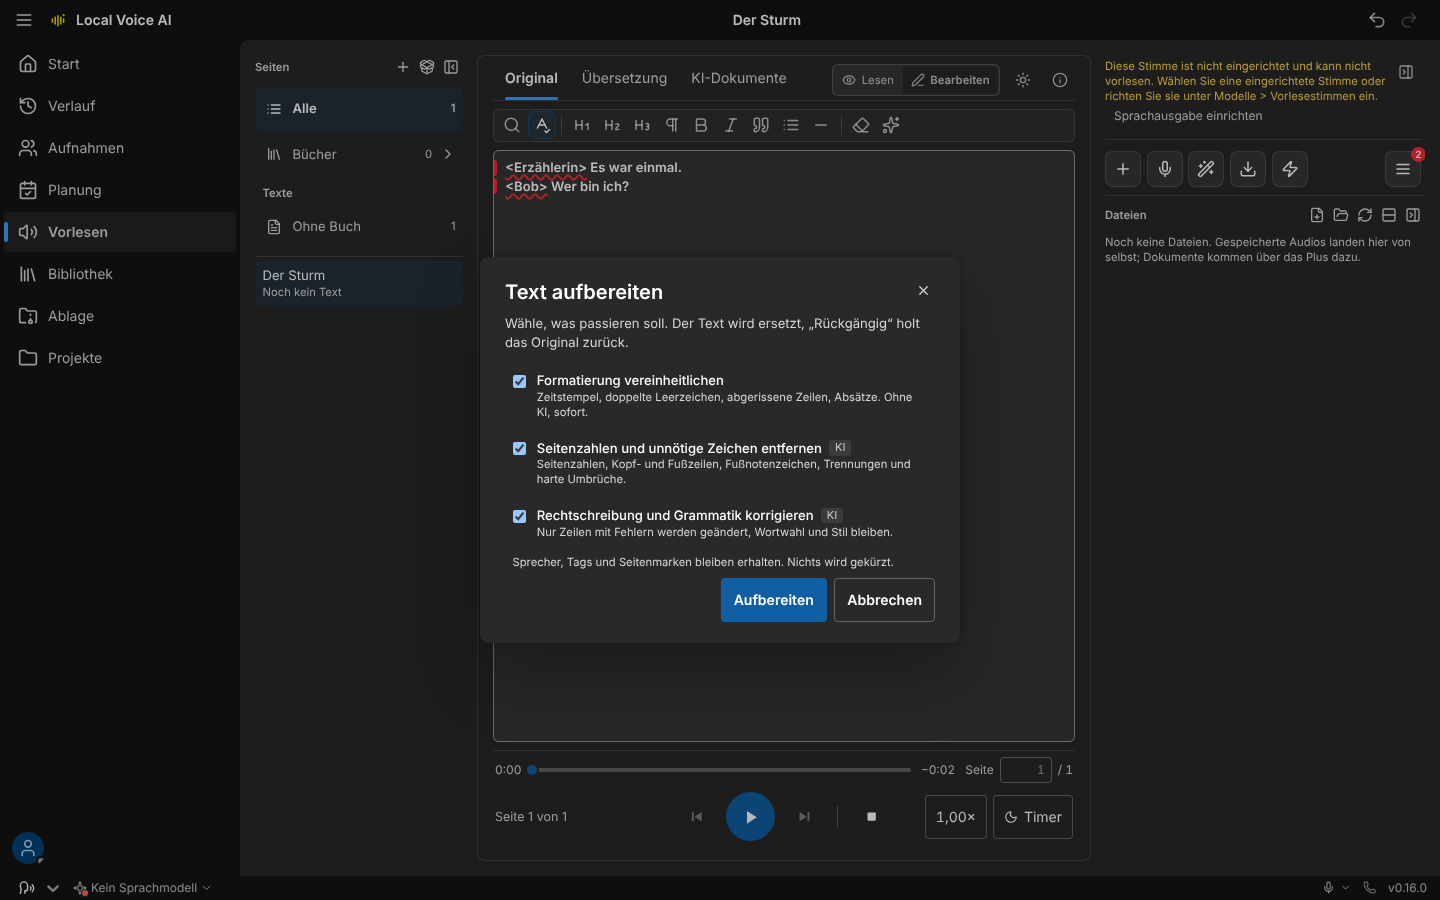 Local Voice AI
Der Sturm
Start
Verlauf
Aufnahmen
Planung
Vorlesen
Bibliothek
Ablage
Projekte
Seiten
Alle 1
Bücher 0
Texte
Ohne Buch 1
Der Sturm
Noch kein Text
Original Übersetzung KI-Dokumente Lesen Bearbeiten
H1 H2 H3 ¶ B I
<Erzählerin> Es war einmal.
<Bob> Wer bin ich?
Text aufbereiten
Wähle, was passieren soll. Der Text wird ersetzt, „Rückgängig“ holt
das Original zurück.
Formatierung vereinheitlichen
Zeitstempel, doppelte Leerzeichen, abgerissene Zeilen, Absätze. Ohne
KI, sofort.
Seitenzahlen und unnötige Zeichen entfernen KI
Seitenzahlen, Kopf- und Fußzeilen, Fußnotenzeichen, Trennungen und
harte Umbrüche.
Rechtschreibung und Grammatik korrigieren KI
Nur Zeilen mit Fehlern werden geändert, Wortwahl und Stil bleiben.
Sprecher, Tags und Seitenmarken bleiben erhalten. Nichts wird gekürzt.
Aufbereiten Abbrechen
0:00 −0:02 Seite 1 / 1
Seite 1 von 1 1,00× Timer
Diese Stimme ist nicht eingerichtet und kann nicht
vorlesen. Wählen Sie eine eingerichtete Stimme oder
richten Sie sie unter Modelle > Vorlesestimmen ein.
Sprachausgabe einrichten
2
Dateien
Noch keine Dateien. Gespeicherte Audios landen hier von
selbst; Dokumente kommen über das Plus dazu.
Kein Sprachmodell
v0.16.0